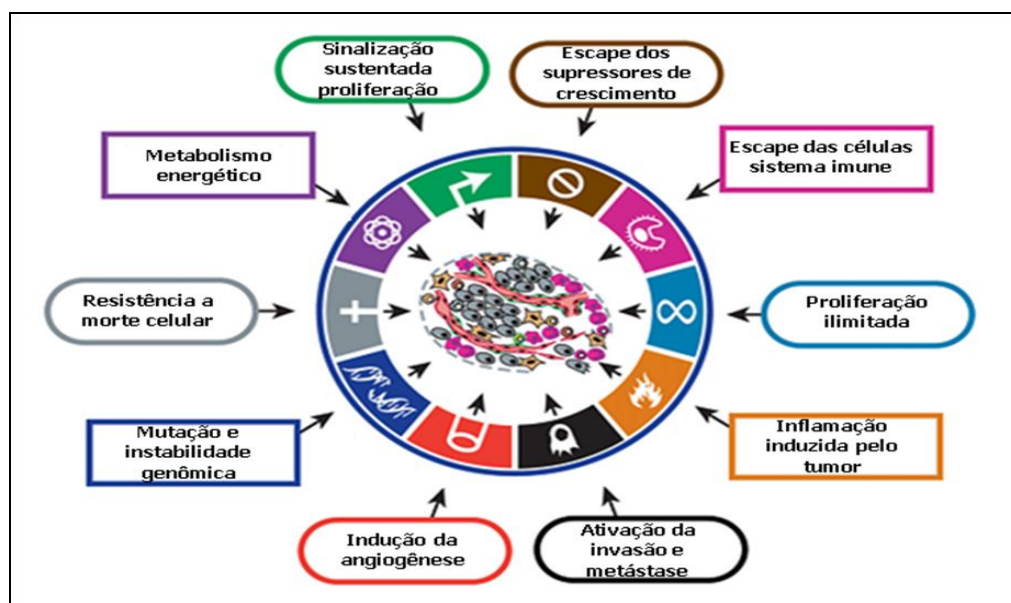 Sinalização
sustentada
proliferação
Escape dos
supressores de
crescimento
Metabolismo
energético
Escape das células
sistema imune
Resistência a
morte celular
Proliferação
ilimitada
Mutação e
instabilidade
genômica
Inflamação
induzida pelo
tumor
Indução da
angiogênese
Ativação da
invasão e
metástase